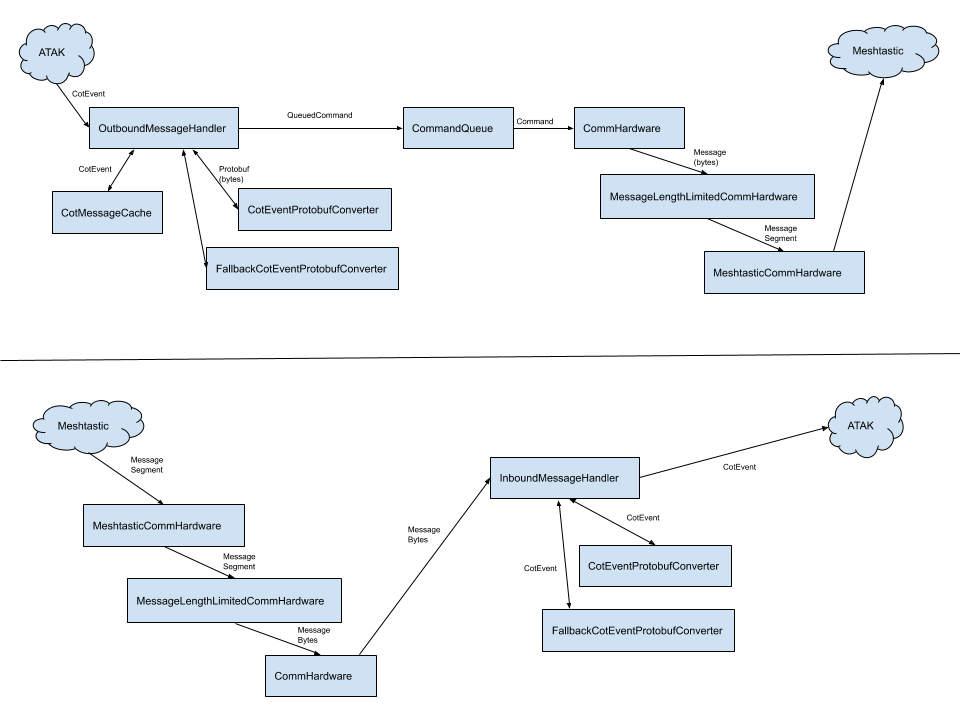 ATAK
Meshtastic
CotEvent
QueuedCommand
OutboundMessageHandler
CommandQueue
Command
CommHardware
CotEvent
Protobuf
(bytes)
Message
(bytes)
CotMessageCache
CotEventProtobufConverter
MessageLengthLimitedCommHardware
Message
Segment
FallbackCotEventProtobufConverter
MeshtasticCommHardware
Meshtastic
ATAK
Message
Segment
CotEvent
InboundMessageHandler
MeshtasticCommHardware
CotEvent
Message
Bytes
Message
Segment
CotEvent
CotEventProtobufConverter
MessageLengthLimitedCommHardware
Message
Bytes
FallbackCotEventProtobufConverter
CommHardware